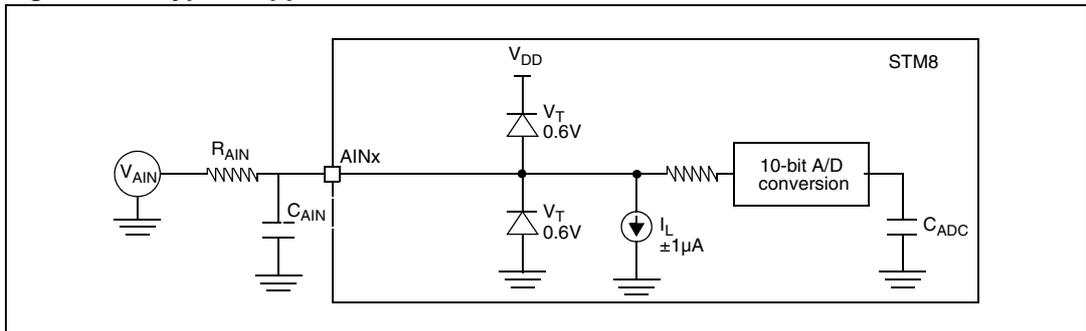 V_DD
STM8
V_T
0.6V
R_AIN
AINx
V_AIN
10-bit A/D
conversion
C_AIN
V_T
0.6V
I_L
±1µA
C_ADC